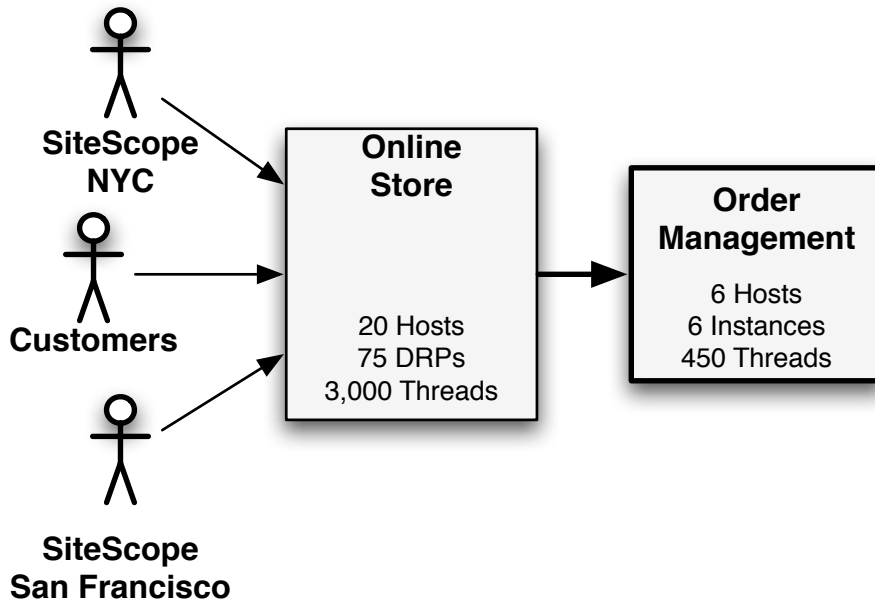 SiteScope
NYC
Customers
SiteScope
San Francisco
Online
Store
20 Hosts
75 DRPs
3,000 Threads
Order
Management
6 Hosts
6 Instances
450 Threads